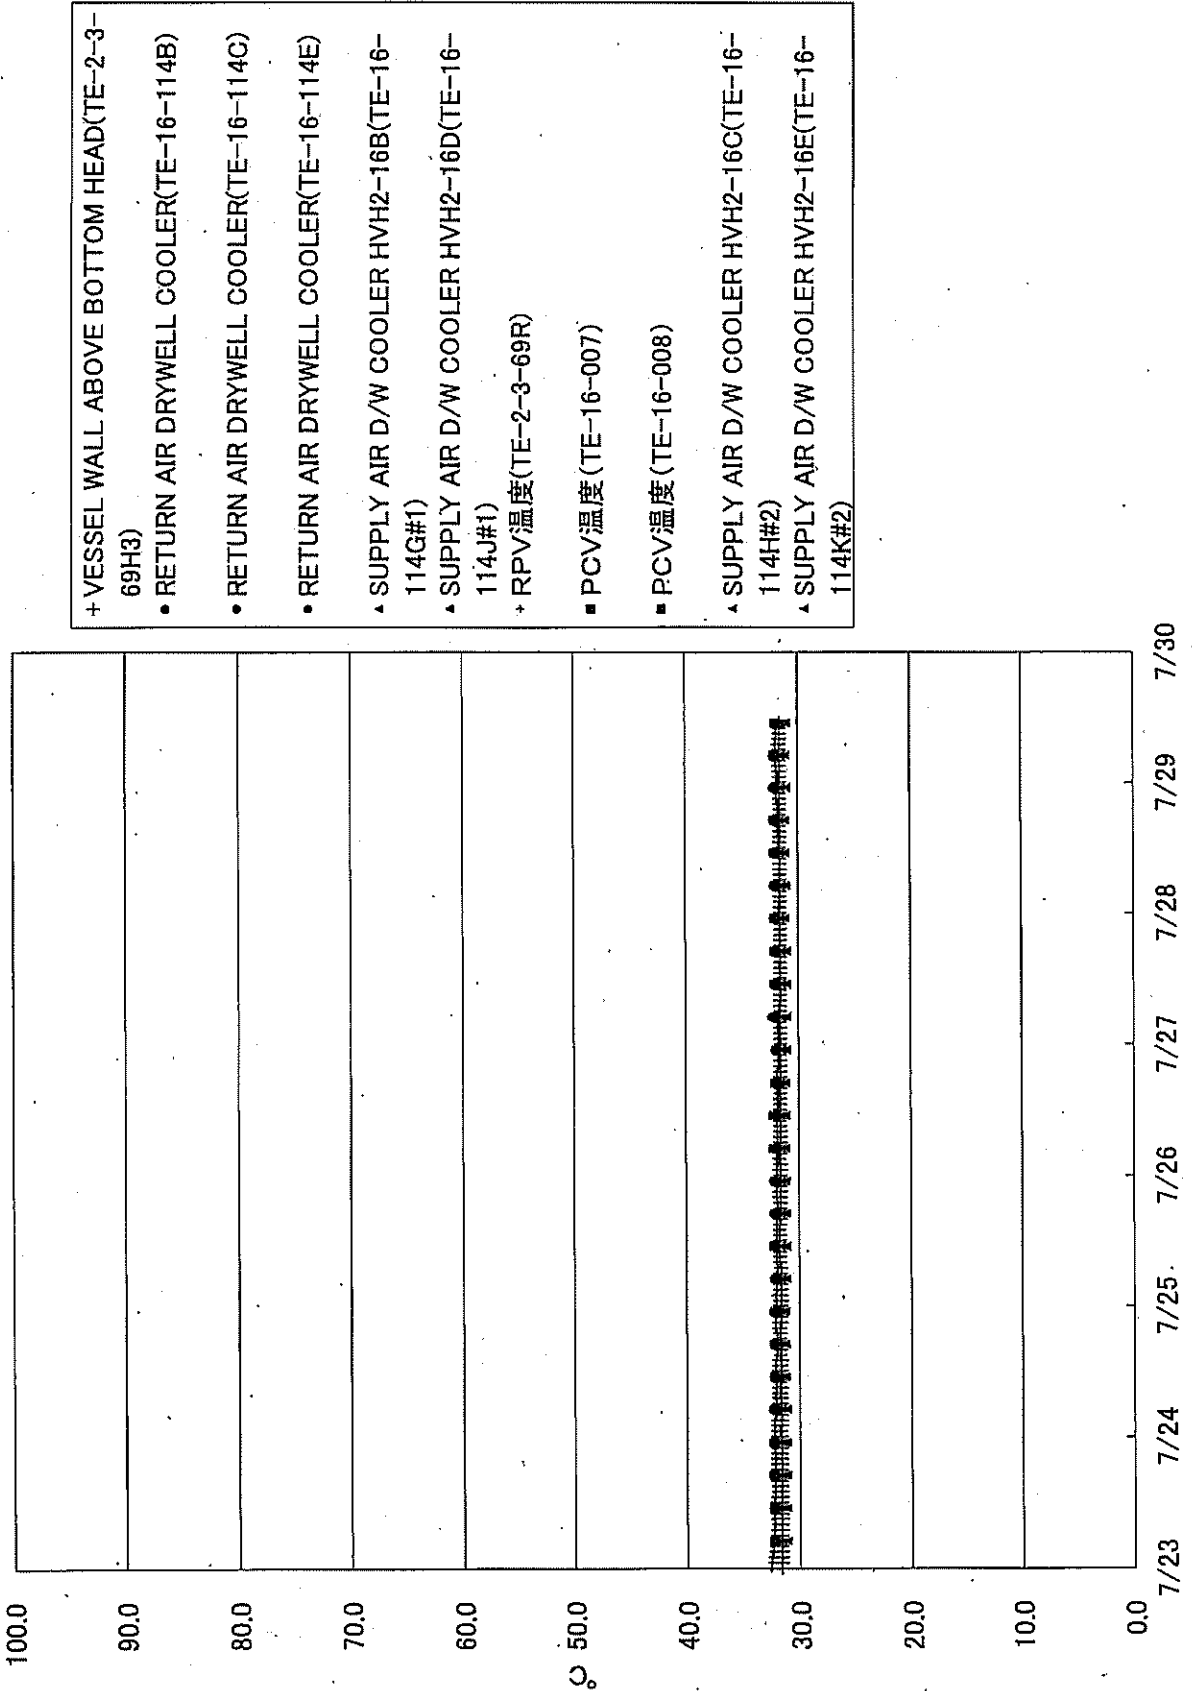 100.0
90.0
80.0
70.0
60.0
50.0
40.0
30.0
20.0
10.0
0.0
℃
7/23
7/24
7/25
7/26
7/27
7/28
7/29
7/30
+ VESSEL WALL ABOVE BOTTOM HEAD(TE-2-3-
69H3)
• RETURN AIR DRYWELL COOLER(TE-16-114B)
• RETURN AIR DRYWELL COOLER(TE-16-114C)
• RETURN AIR DRYWELL COOLER(TE-16-114E)
▲ SUPPLY AIR D/W COOLER HVH2-16B(TE-16-
114G#1)
▲ SUPPLY AIR D/W COOLER HVH2-16D(TE-16-
114J#1)
+ RPV温度(TE-2-3-69R)
■ PCV温度(TE-16-007)
■ PCV温度(TE-16-008)
▲ SUPPLY AIR D/W COOLER HVH2-16C(TE-16-
114H#2)
▲ SUPPLY AIR D/W COOLER HVH2-16E(TE-16-
114K#2)